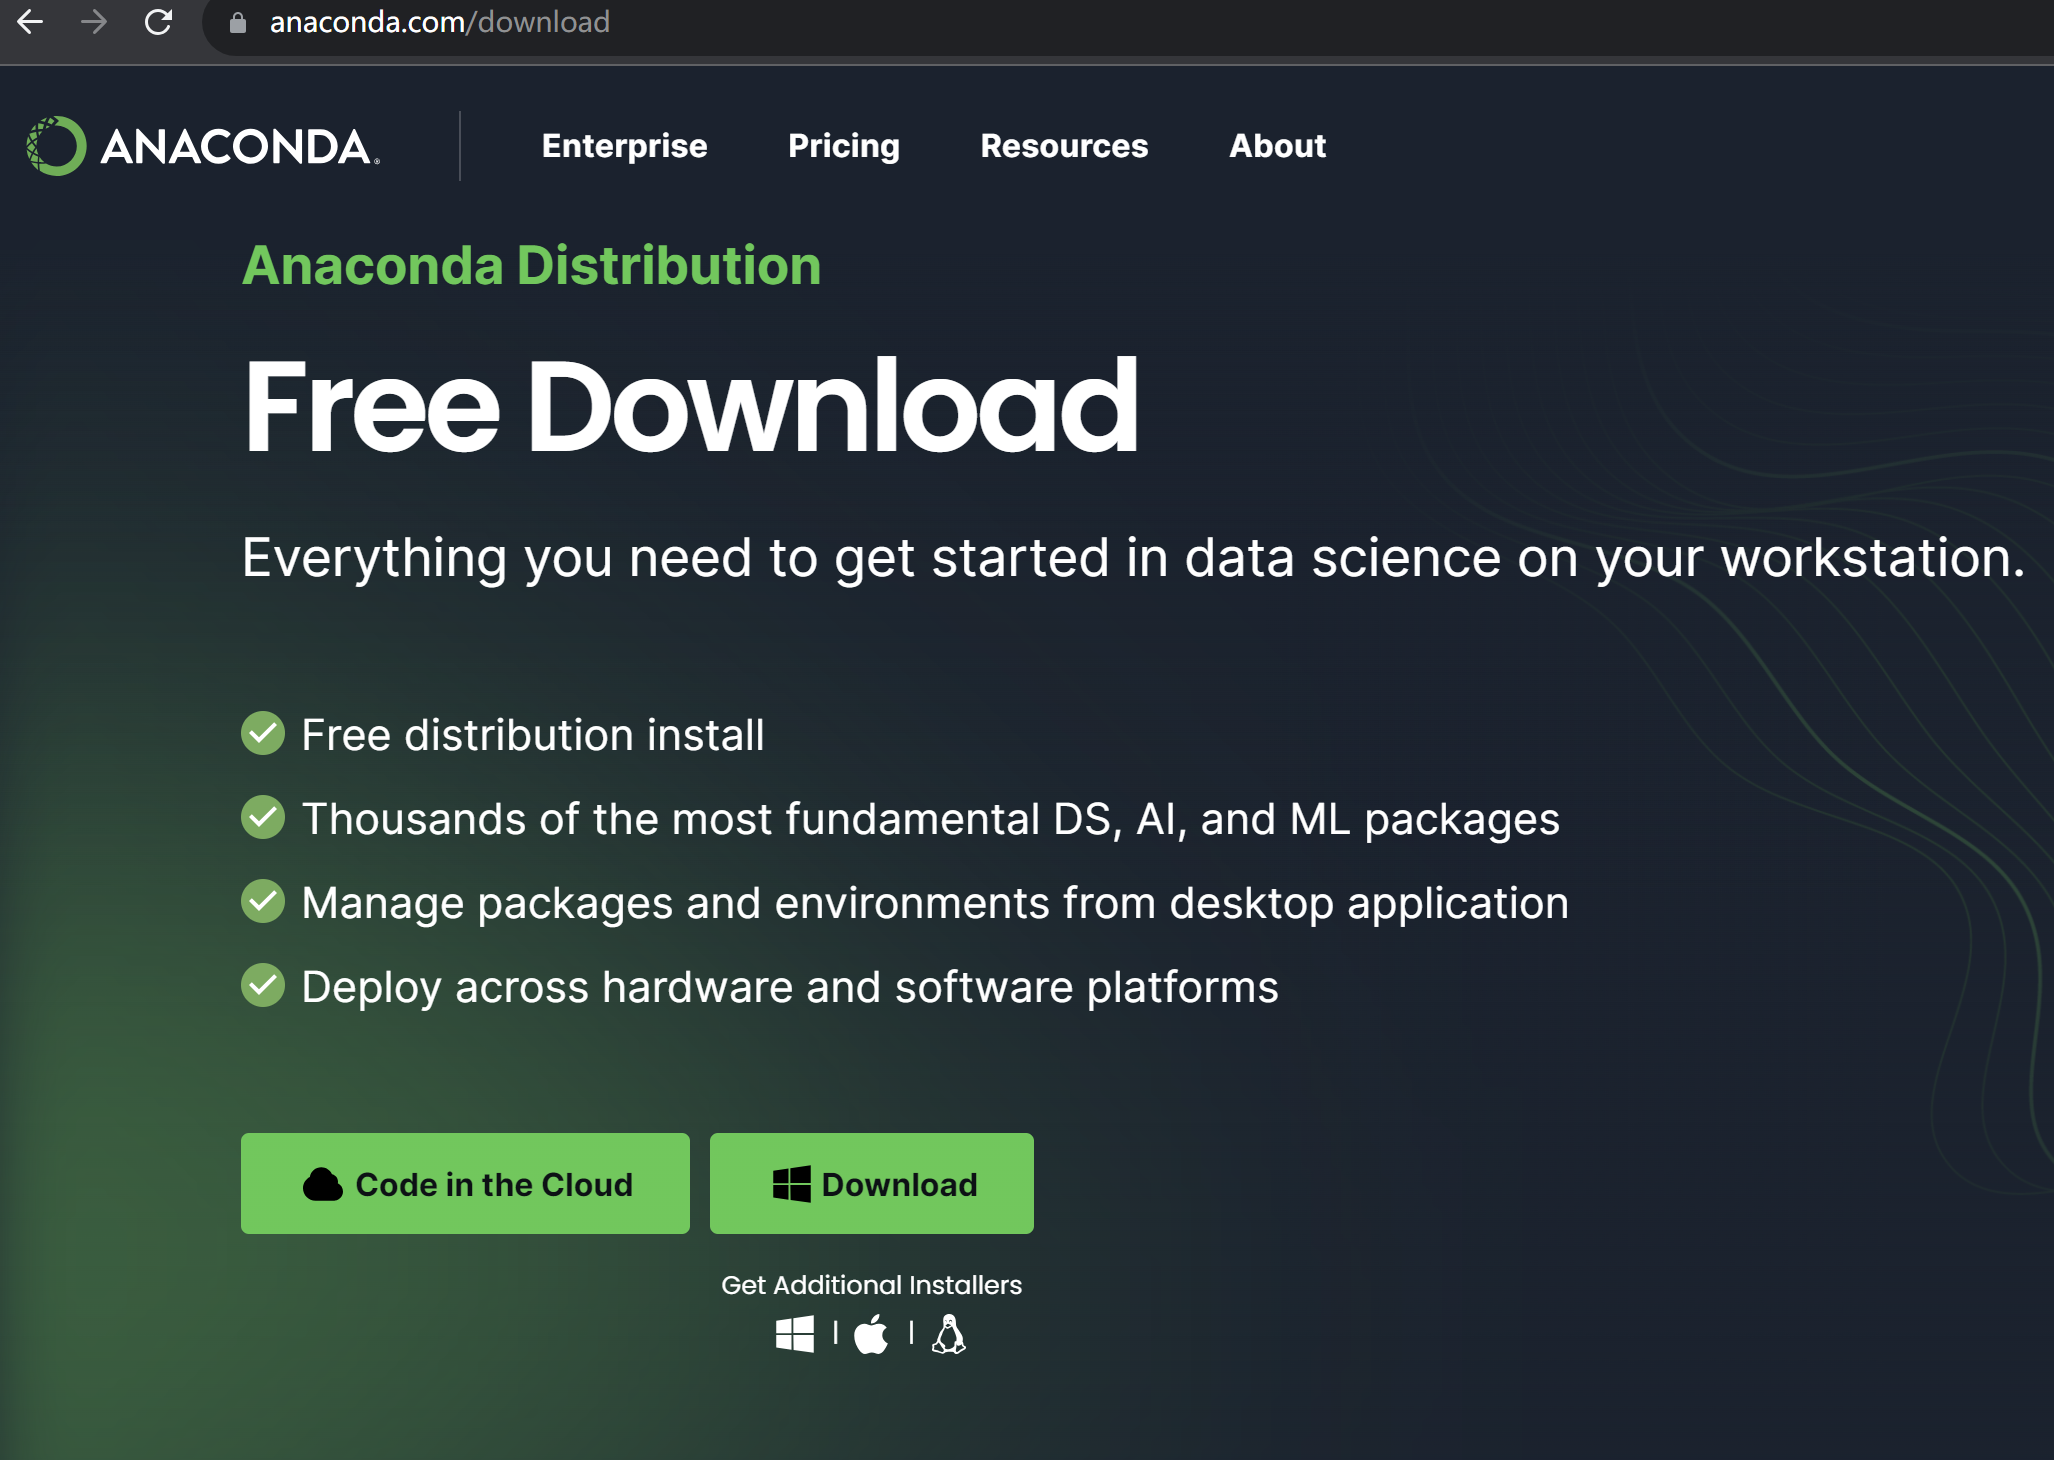 anaconda.com/download
ANACONDA.
Enterprise Pricing Resources About
Anaconda Distribution
Free Download
Everything you need to get started in data science on your workstation.
Free distribution install
Thousands of the most fundamental DS, AI, and ML packages
Manage packages and environments from desktop application
Deploy across hardware and software platforms
Code in the Cloud Download
Get Additional Installers